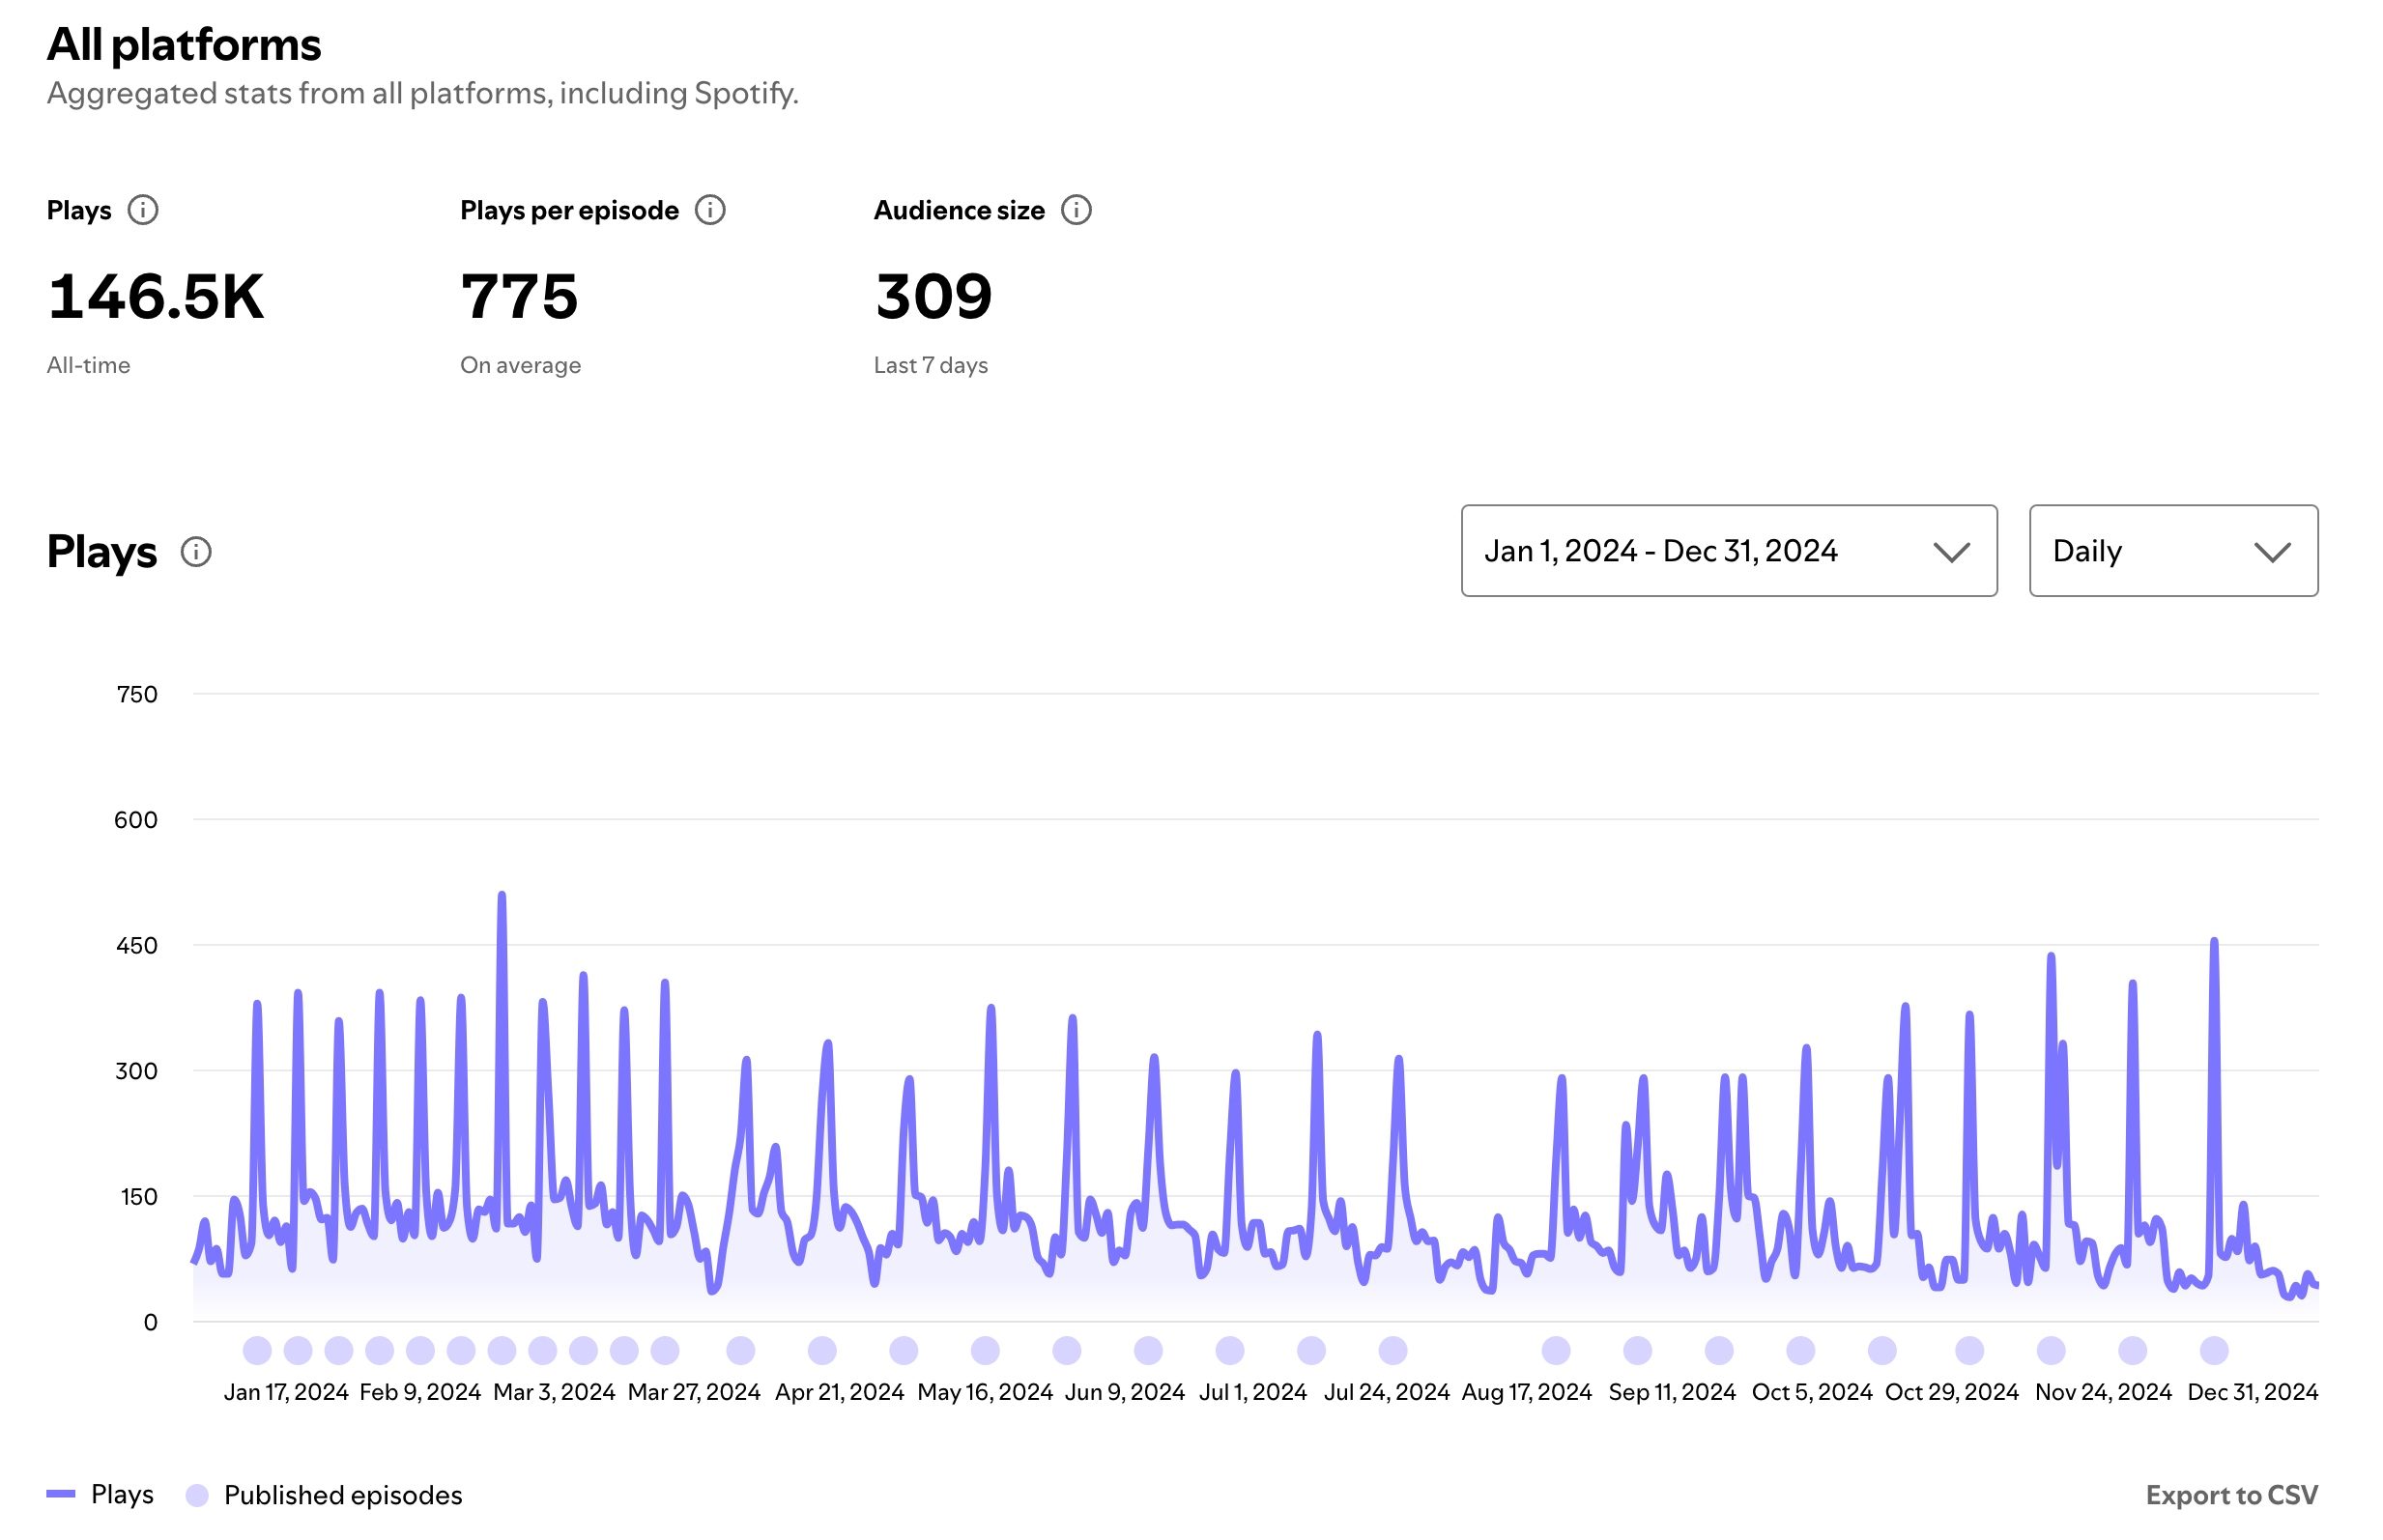 All platforms
Aggregated stats from all platforms, including Spotify.
Plays Plays per episode Audience size
146.5K 775 309
All-time On average Last 7 days
Plays Jan 1, 2024 - Dec 31, 2024 Daily
750
600
450
300
150
0
Jan 17, 2024 Feb 9, 2024 Mar 3, 2024 Mar 27, 2024 Apr 21, 2024 May 16, 2024 Jun 9, 2024 Jul 1, 2024 Jul 24, 2024 Aug 17, 2024 Sep 11, 2024 Oct 5, 2024 Oct 29, 2024 Nov 24, 2024 Dec 31, 2024
Plays Published episodes Export to CSV